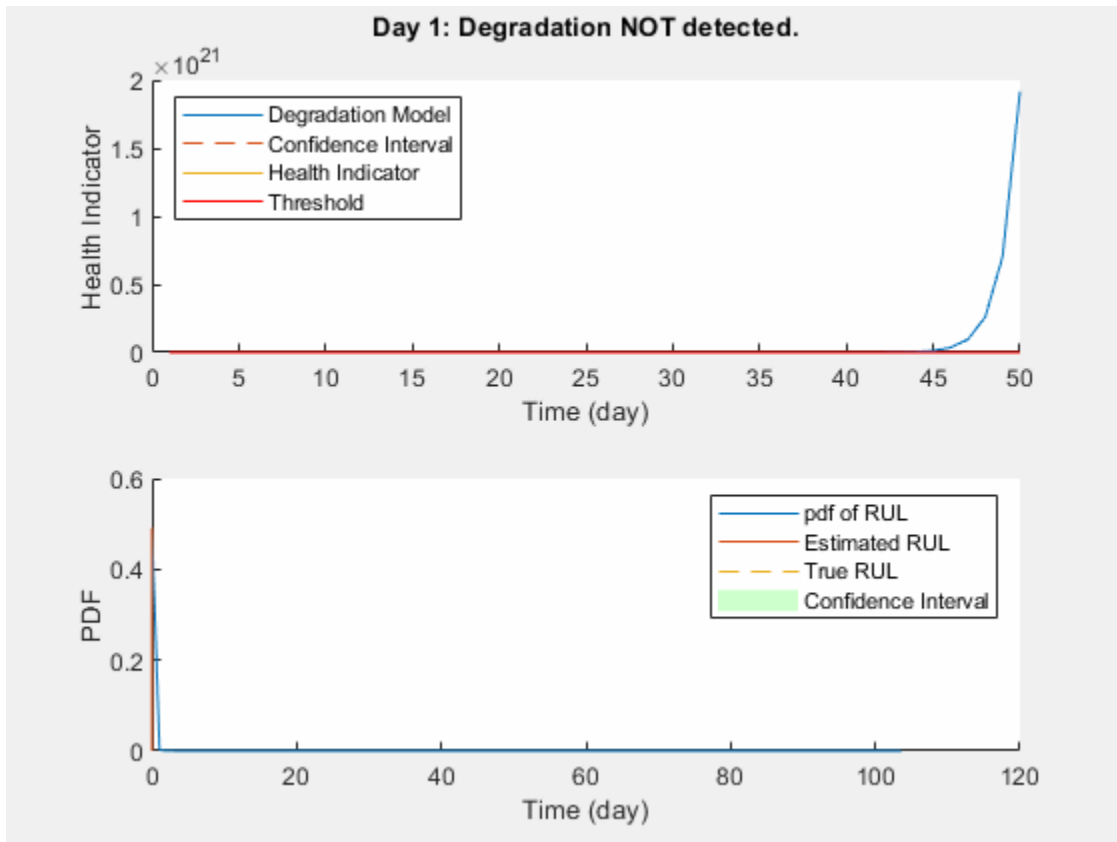 Day 1: Degradation NOT detected.
×10^21
2
1.5
1
0.5
0
Health Indicator
Degradation Model
Confidence Interval
Health Indicator
Threshold
0 5 10 15 20 25 30 35 40 45 50
Time (day)
0.6
0.4
0.2
0
PDF
pdf of RUL
Estimated RUL
True RUL
Confidence Interval
0 20 40 60 80 100 120
Time (day)